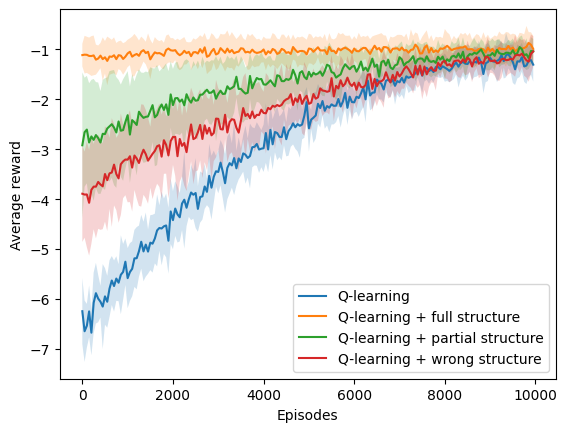 −1
−2
−3
−4
−5
−6
−7
Average reward
0 2000 4000 6000 8000 10000
Episodes
Q-learning
Q-learning + full structure
Q-learning + partial structure
Q-learning + wrong structure